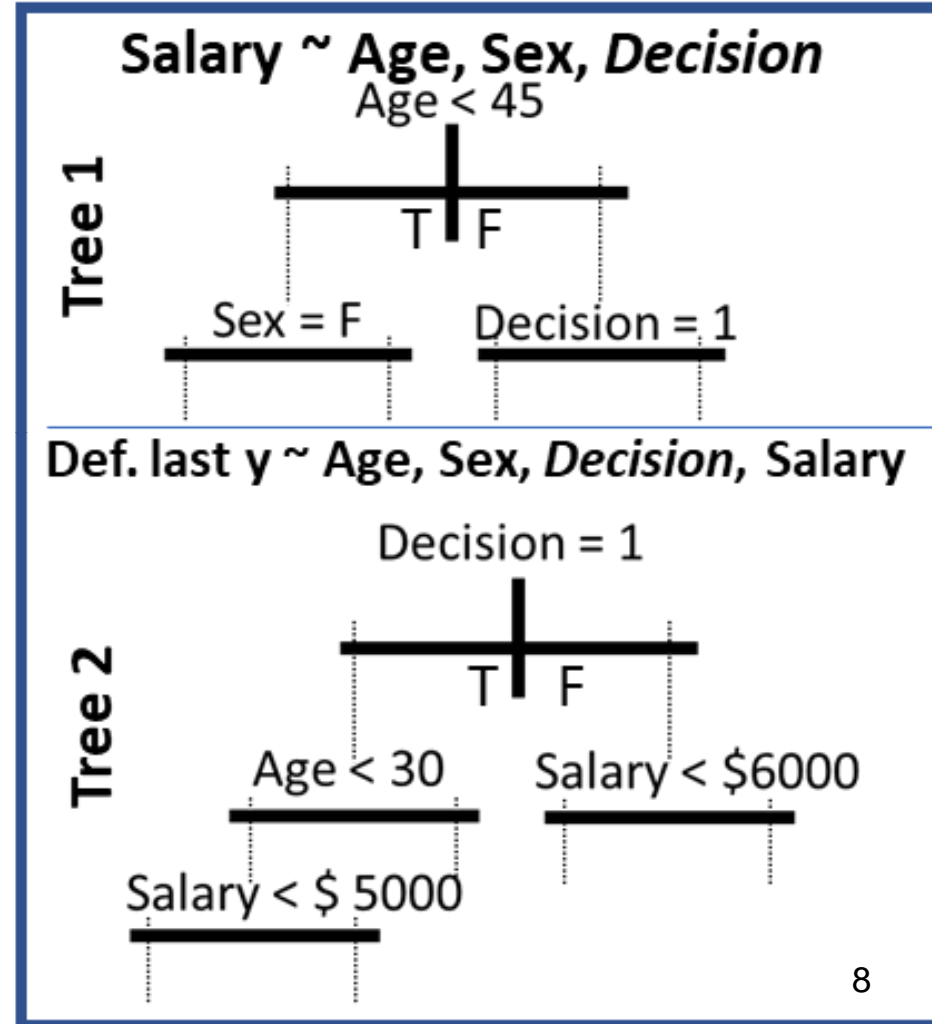 Salary ~ Age, Sex, Decision
Age < 45
Tree 1
T F
Sex = F
Decision = 1
Def. last y ~ Age, Sex, Decision, Salary
Decision = 1
Tree 2
T F
Age < 30
Salary < $6000
Salary < $ 5000
8